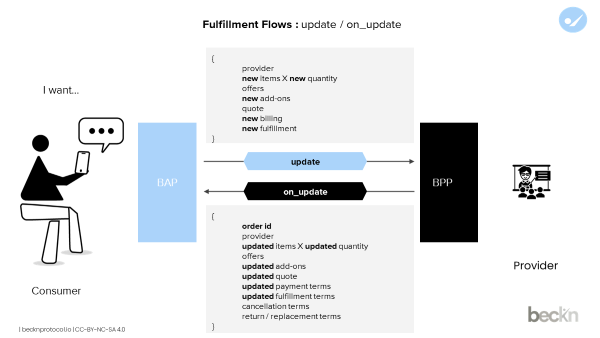 Fulfillment Flows : update / on_update
I want...
{
provider
new items X new quantity
offers
new add-ons
quote
new billing
new fulfillment
}
BAP
update
on_update
BPP
{
order id
provider
updated items X updated quantity
offers
updated add-ons
updated quote
updated payment terms
updated fulfillment terms
cancellation terms
return / replacement terms
}
Consumer
Provider
beckn
| becknprotocol.io | CC-BY-NC-SA 4.0